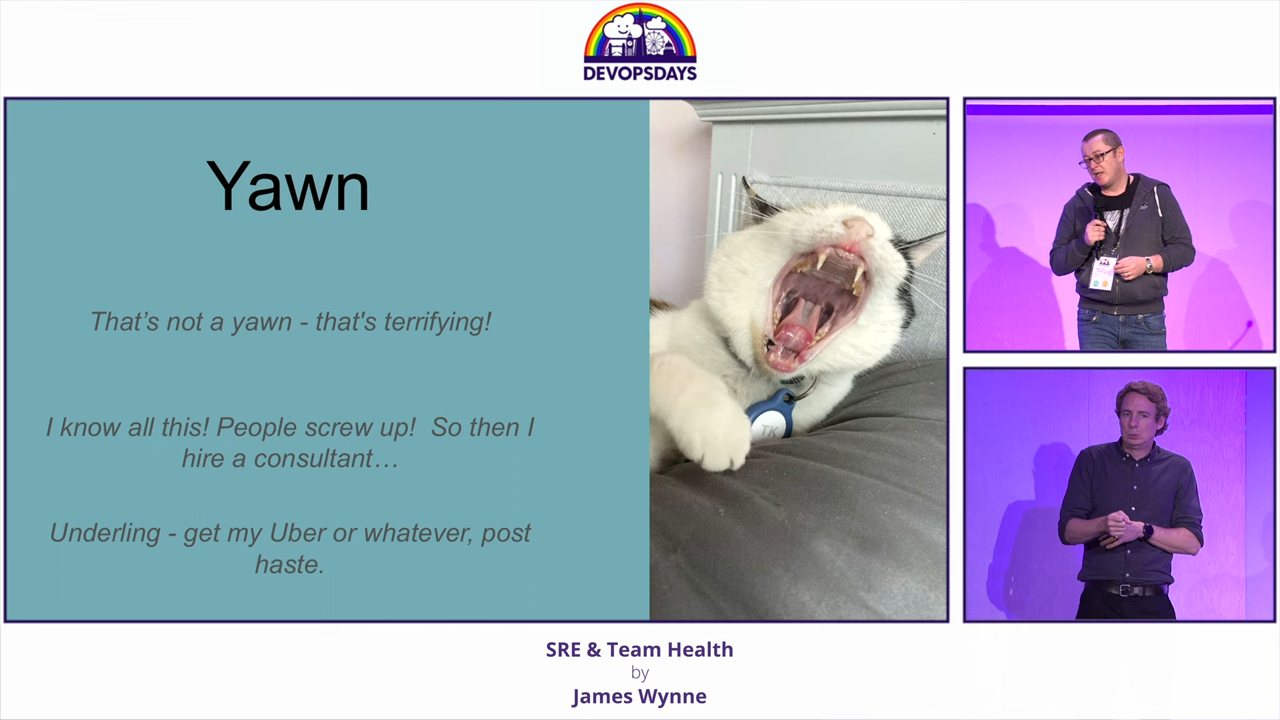 DEVOPSDAYS
Yawn
That’s not a yawn - that's terrifying!
I know all this! People screw up!  So then I
hire a consultant…
Underling - get my Uber or whatever, post
haste.
TK
SRE & Team Health
by
James Wynne